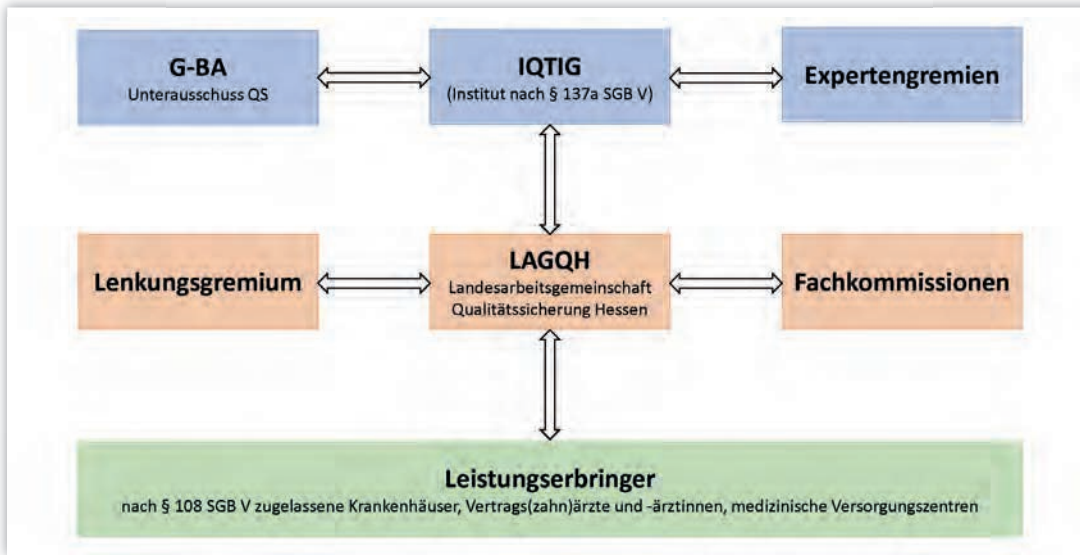 G-BA
Unterausschuss QS
IQTIG
(Institut nach § 137a SGB V)
Expertengremien
Lenkungsgremium
LAGQH
Landesarbeitsgemeinschaft
Qualitätssicherung Hessen
Fachkommissionen
Leistungserbringer
nach § 108 SGB V zugelassene Krankenhäuser, Vertrags(zahn)ärzte und -ärztinnen, medizinische Versorgungszentren